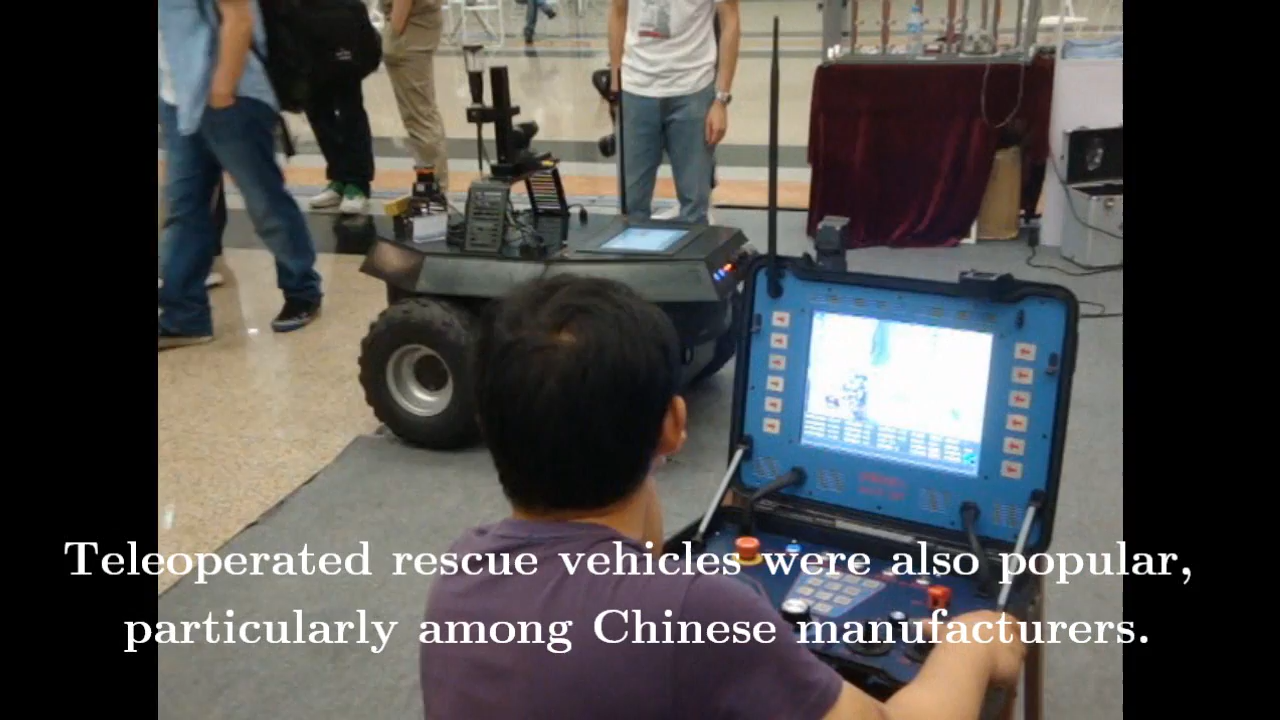 Teleoperated rescue vehicles were also popular,
particularly among Chinese manufacturers.